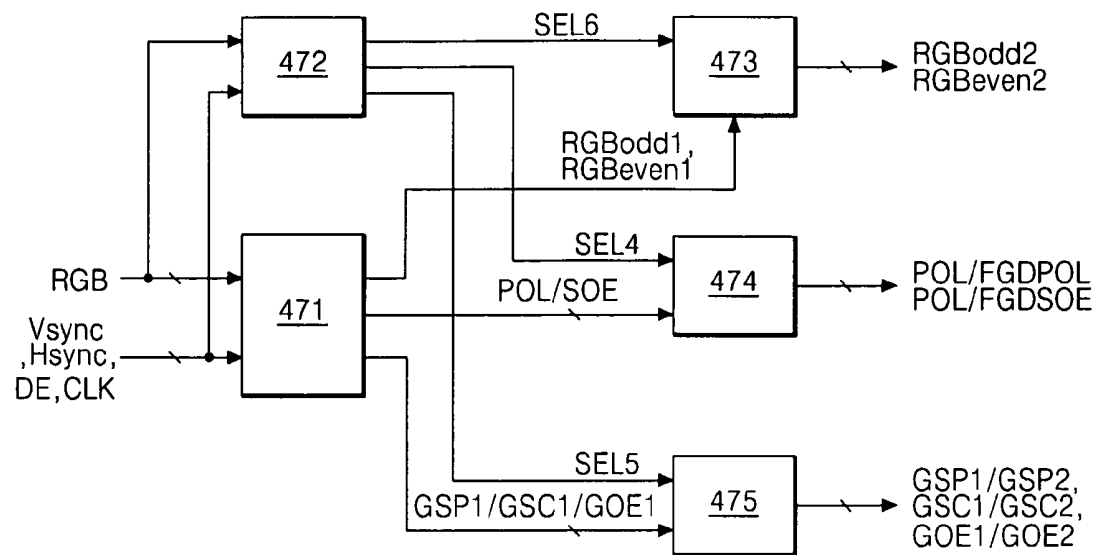 SEL6
472
473
RGBodd2
RGBeven2
RGBodd1,
RGBeven1
SEL4
RGB
471
POL/SOE
474
POL/FGDPOL
POL/FGDSOE
Vsync
,Hsync,
DE,CLK
SEL5
GSP1/GSC1/GOE1
475
GSP1/GSP2,
GSC1/GSC2,
GOE1/GOE2